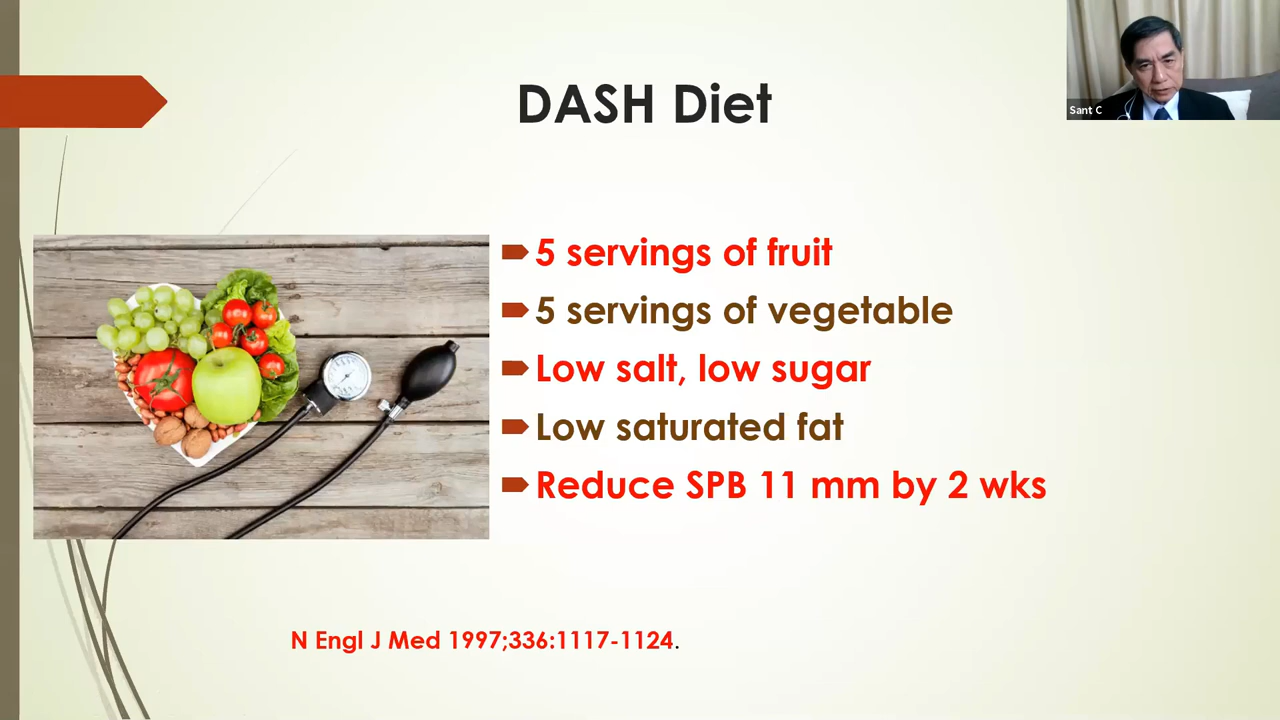 Sant C
DASH Diet
5 servings of fruit
5 servings of vegetable
Low salt, low sugar
Low saturated fat
Reduce SPB 11 mm by 2 wks
N Engl J Med 1997;336:1117-1124.